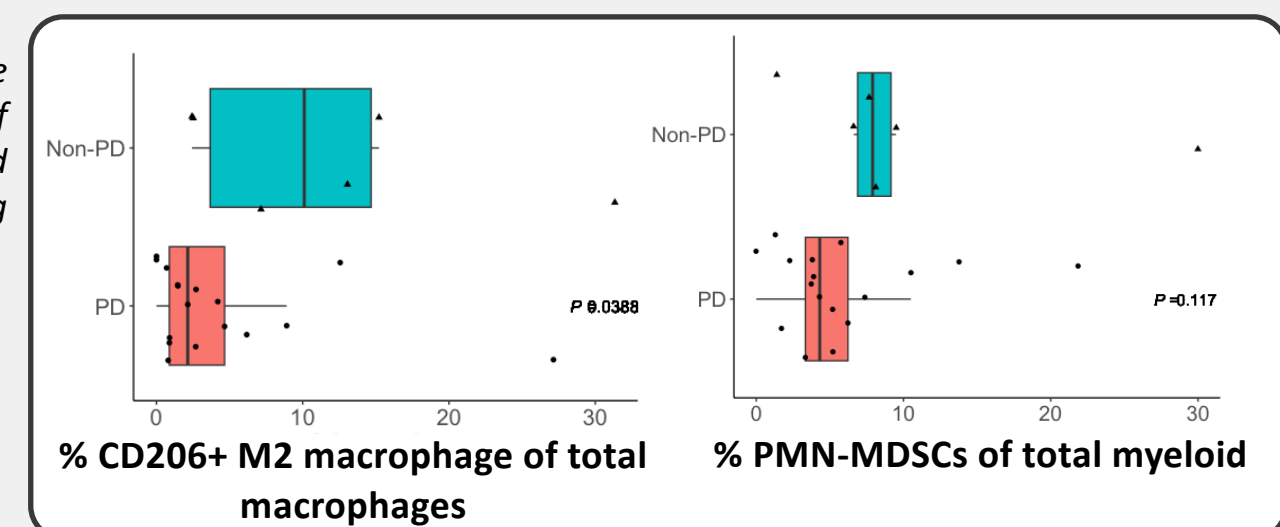 e
f
d
g
Non-PD
PD
P 0.0388
0 10 20 30
% CD206+ M2 macrophage of total
macrophages
Non-PD
PD
P =0.117
0 10 20 30
% PMN-MDSCs of total myeloid